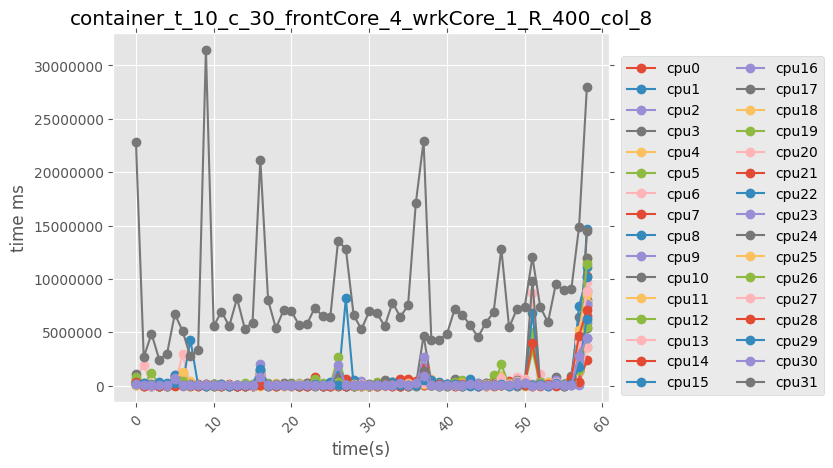 container_t_10_c_30_frontCore_4_wrkCore_1_R_400_col_8
time ms
30000000
25000000
20000000
15000000
10000000
5000000
0
0
10
20
30
40
50
60
time(s)
cpu0
cpu1
cpu2
cpu3
cpu4
cpu5
cpu6
cpu7
cpu8
cpu9
cpu10
cpu11
cpu12
cpu13
cpu14
cpu15
cpu16
cpu17
cpu18
cpu19
cpu20
cpu21
cpu22
cpu23
cpu24
cpu25
cpu26
cpu27
cpu28
cpu29
cpu30
cpu31